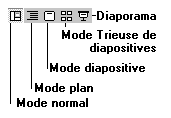 Diaporama
Mode Trieuse de
diapositives
Mode diapositive
Mode plan
Mode normal